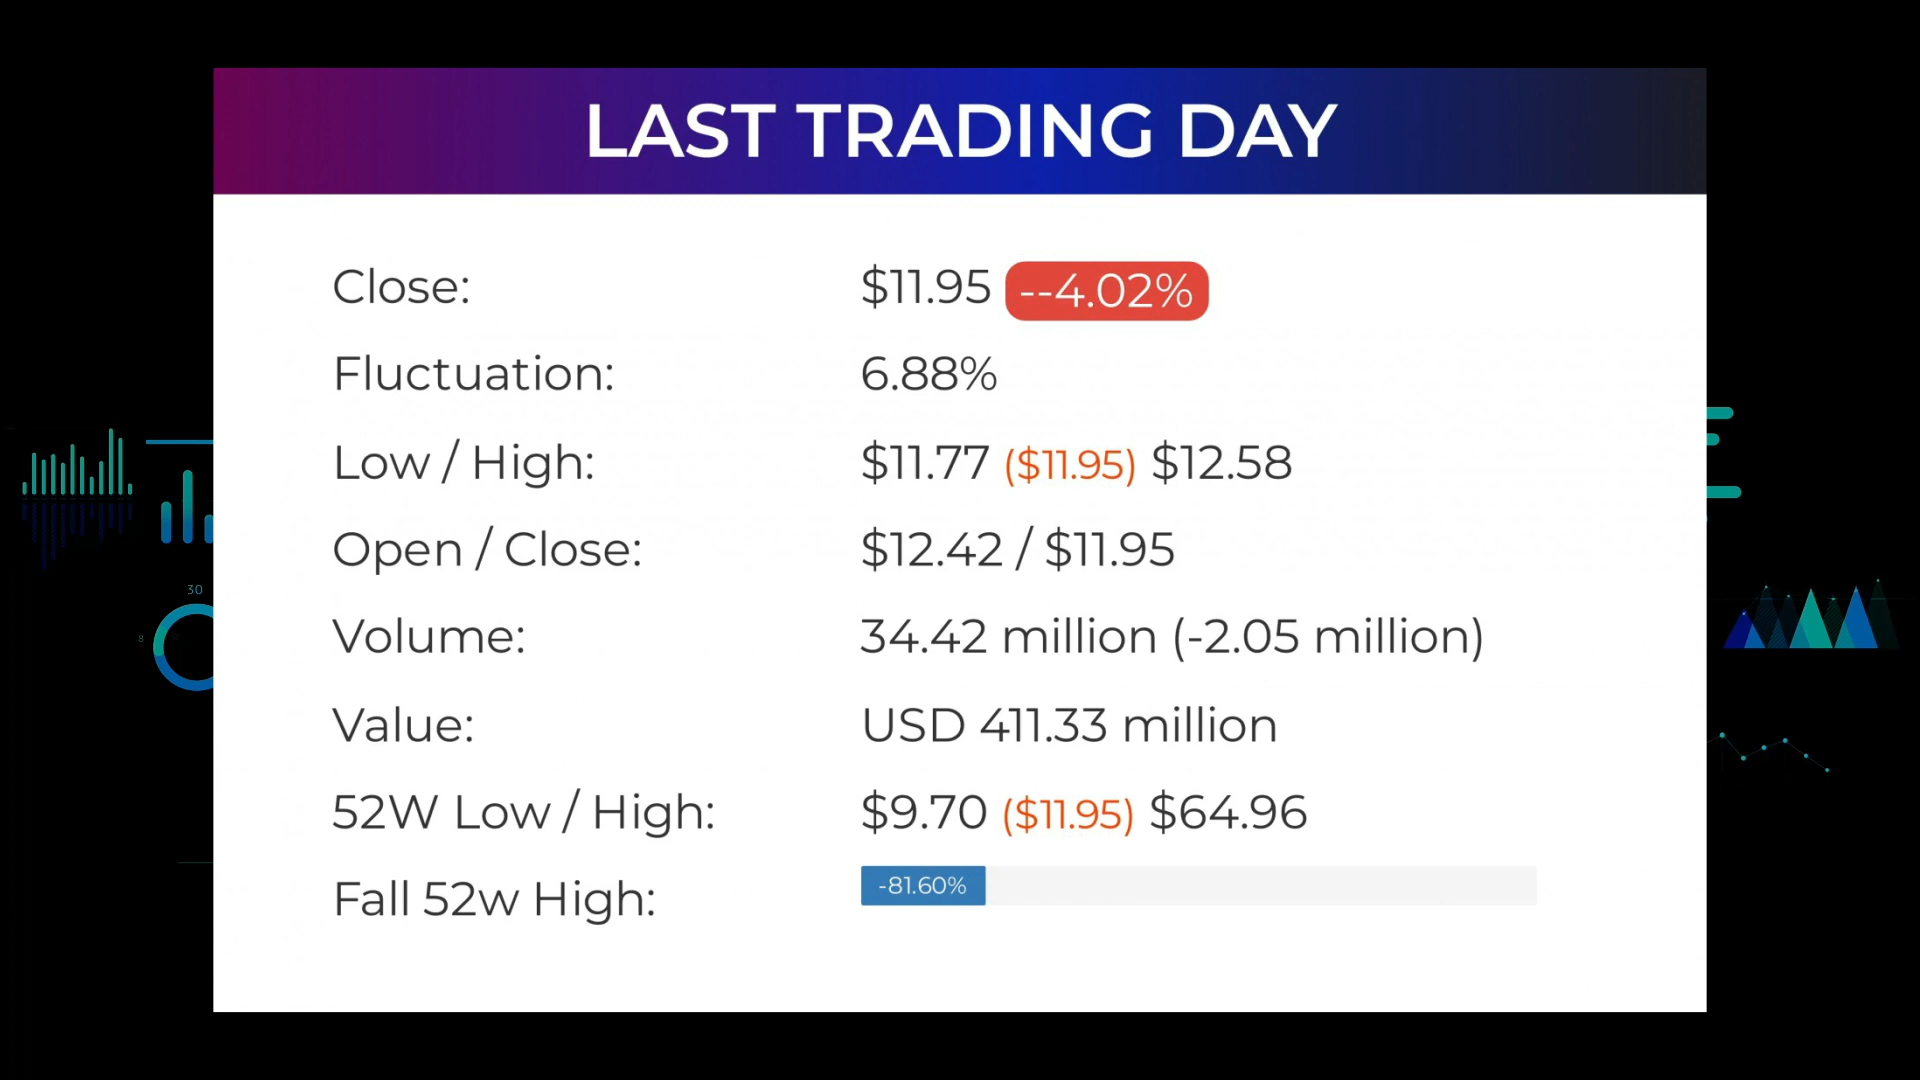 LAST TRADING DAY
Close: $11.95 --4.02%
Fluctuation: 6.88%
Low / High: $11.77 ($11.95) $12.58
Open / Close: $12.42 / $11.95
Volume: 34.42 million (-2.05 million)
Value: USD 411.33 million
52W Low / High: $9.70 ($11.95) $64.96
Fall 52w High: -81.60%
30
8